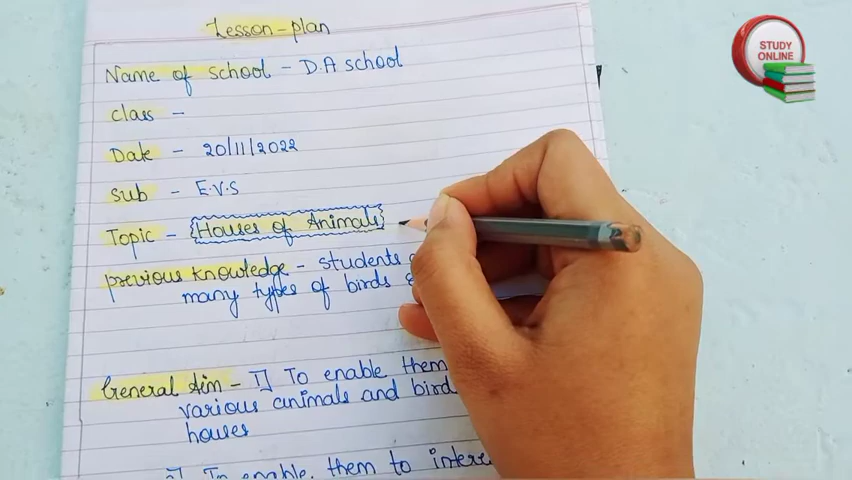 Lesson-plan
STUDY
ONLINE
Name of school - D.A school
class -
Date - 20/11/2022
sub - E.V.S
Topic - Houses of Animals
previous knowledge - students
many types of birds
General Aim - 1] To enable them
various animals and bird
houses
To enable them to